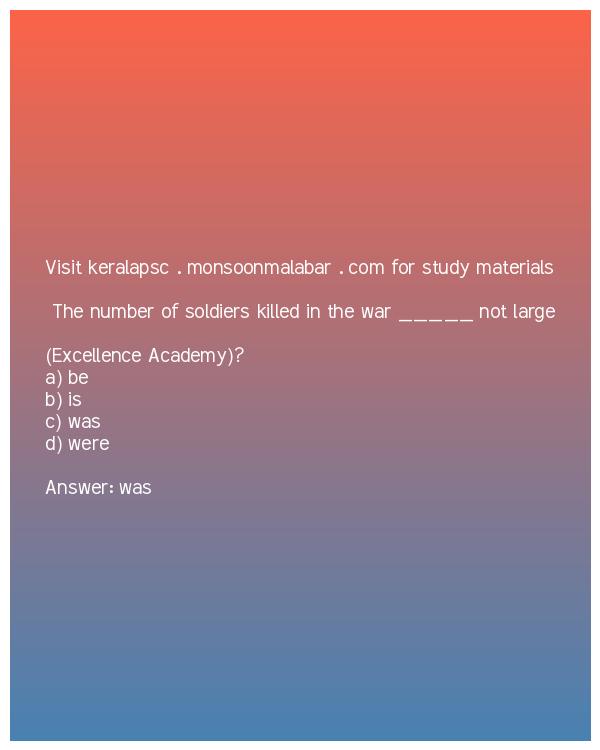 Visit keralapsc . monsoonmalabar . com for study materials
The number of soldiers killed in the war _____ not large
(Excellence Academy)?
a) be
b) is
c) was
d) were
Answer: was